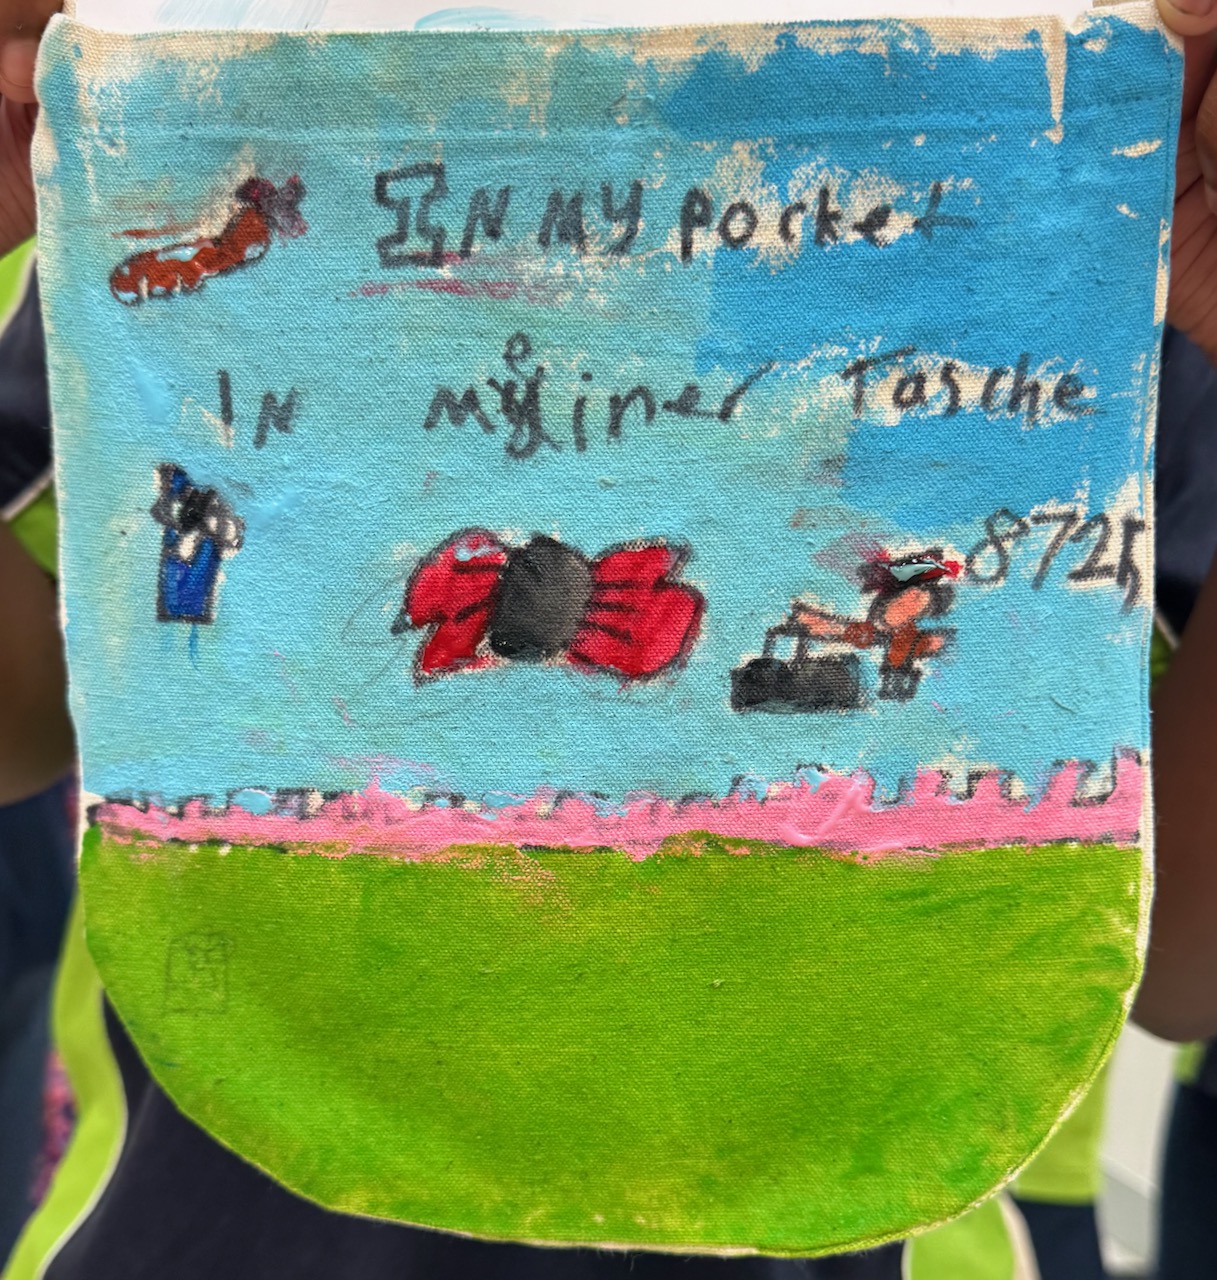 IN MY pocket
IN meiner Tasche
8725